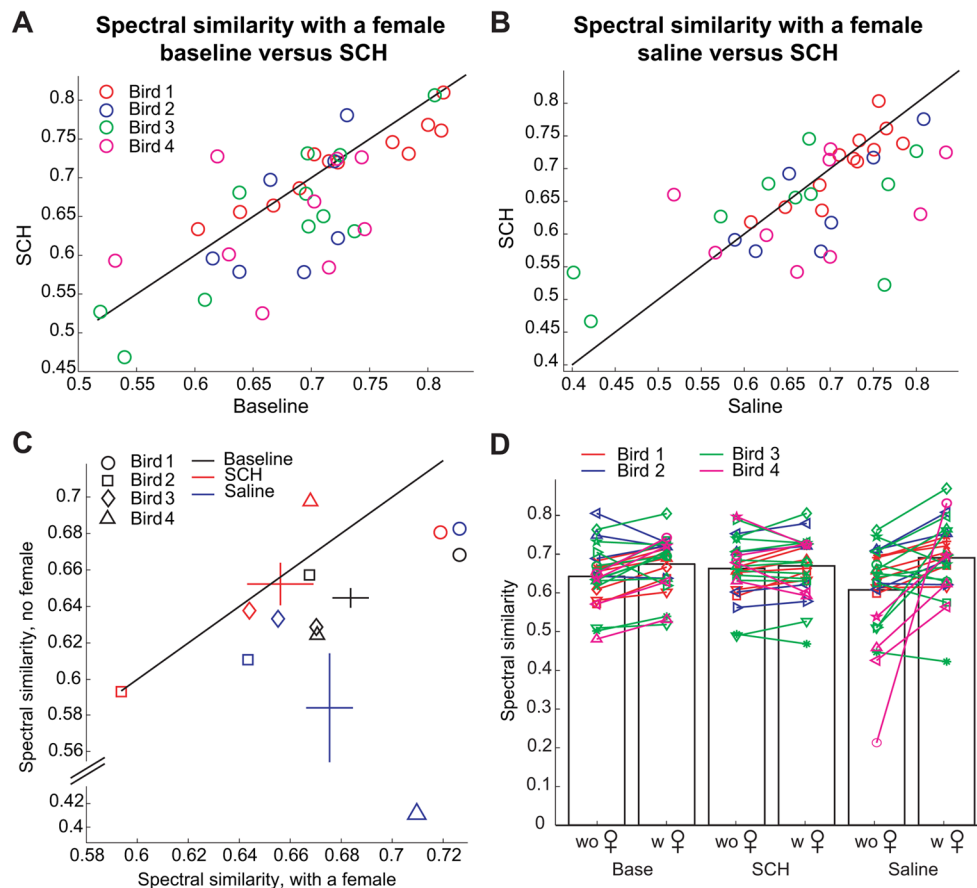 A
Spectral similarity with a female
baseline versus SCH
SCH
0.8
0.75
0.7
0.65
0.6
0.55
0.5
0.45
Bird 1
Bird 2
Bird 3
Bird 4
0.5 0.55 0.6 0.65 0.7 0.75 0.8
Baseline
B
Spectral similarity with a female
saline versus SCH
SCH
0.8
0.75
0.7
0.65
0.6
0.55
0.5
0.45
0.4
0.4 0.45 0.5 0.55 0.6 0.65 0.7 0.75 0.8
Saline
C
Spectral similarity, no female
0.7
0.68
0.66
0.64
0.62
0.6
0.58
0.56
0.42
0.4
Bird 1
Bird 2
Bird 3
Bird 4
Baseline
SCH
Saline
0.58 0.6 0.62 0.64 0.66 0.68 0.7 0.72
Spectral similarity, with a female
D
Bird 1
Bird 2
Bird 3
Bird 4
Spectral similarity
0.8
0.7
0.6
0.5
0.4
0.3
0.2
0.1
0
wo ♀ w ♀ wo ♀ w ♀ wo ♀ w ♀
Base SCH Saline